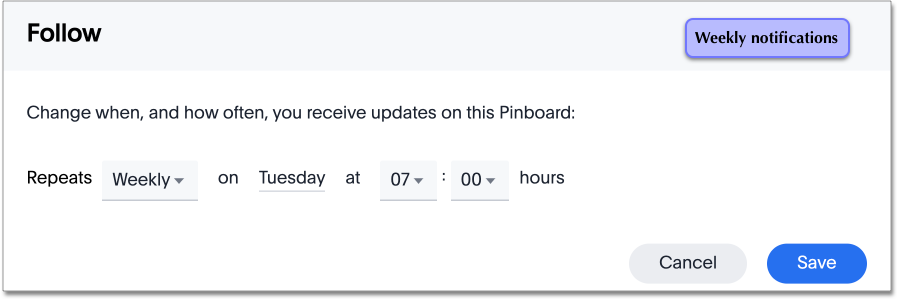 Follow
Weekly notifications
Change when, and how often, you receive updates on this Pinboard:
Repeats Weekly on Tuesday at 07 : 00 hours
Cancel Save